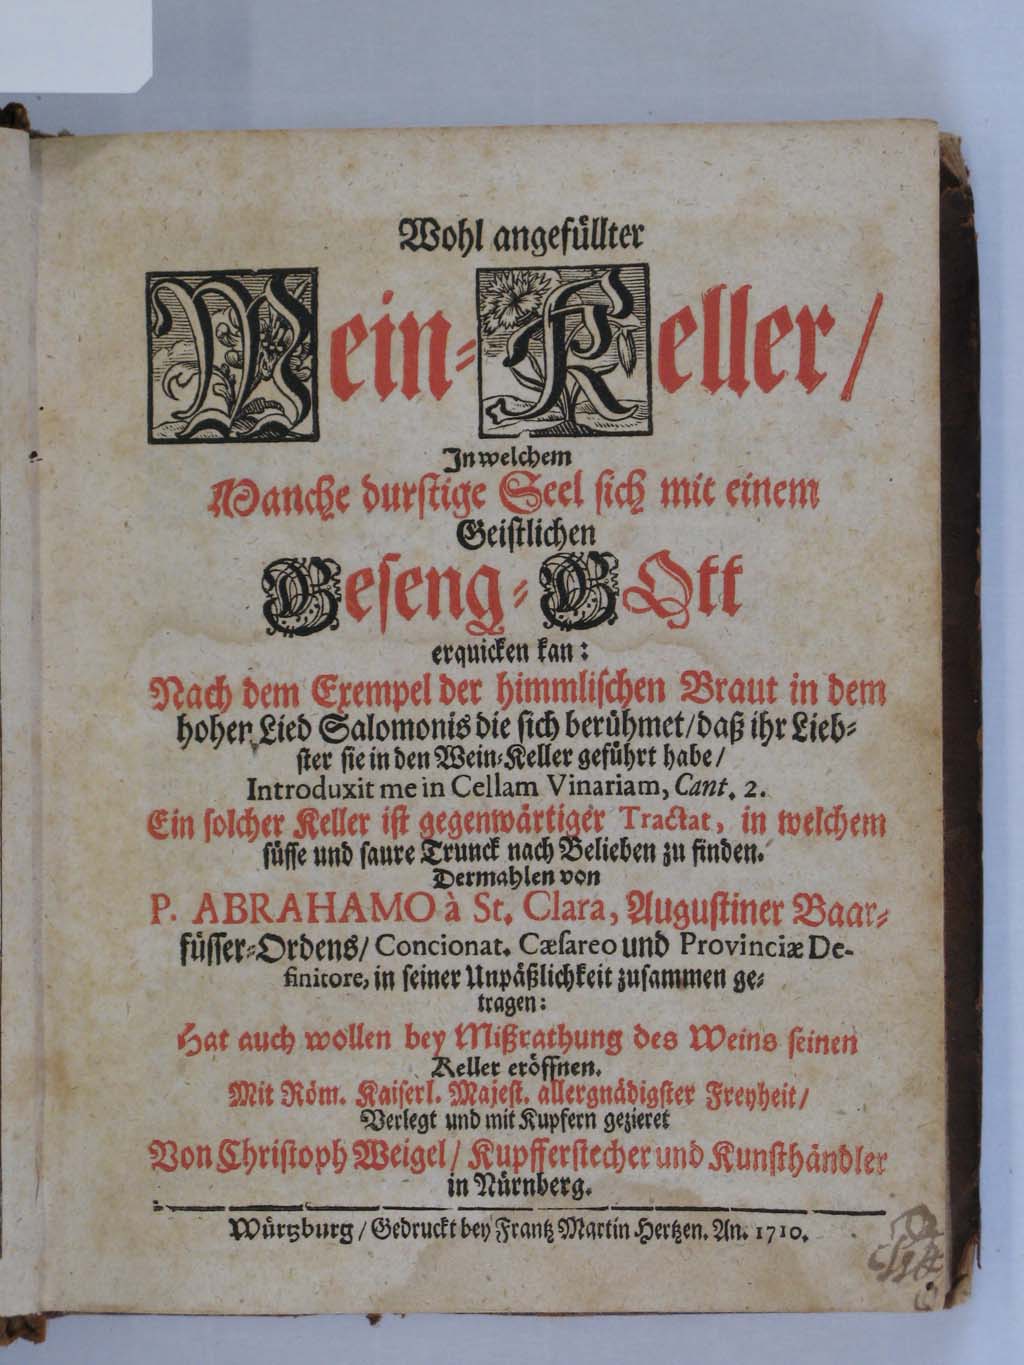 Wohl angefüllter
Wein-Keller/
In welchem
Manche durstige Seel sich mit einem
Geistlichen
Geseng-GOtt
erquicken kan:
Nach dem Exempel der himmlischen Braut in dem
hohen Lied Salomonis die sich berühmet/daß ihr Lieb-
ster sie in den Wein-Keller geführt habe/
Introduxit me in Cellam Vinariam, Cant. 2.
Ein solcher Keller ist gegenwärtiger Tractat, in welchem
süsse und saure Trunck nach Belieben zu finden.
Dermahlen von
P. ABRAHAMO à St. Clara, Augustiner Baar-
füsser-Ordens/ Concionat. Cæsareo und Provinciæ De-
finitore, in seiner Unpäßlichkeit zusammen ge-
tragen:
Hat auch wollen bey Mißrathung des Weins seinen
Keller eröffnen.
Mit Röm. Kaiserl. Majest. allergnädigster Freyheit/
Verlegt und mit Kupfern gezieret
Von Christoph Weigel/ Kupfferstecher und Kunsthändler
in Nürnberg.
Würtzburg/ Gedruckt bey Frantz Martin Hertzen. An. 1710.